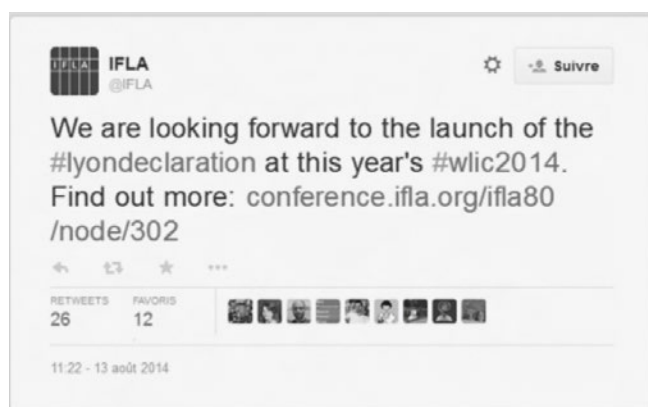 IFLA
IFLA
@IFLA
Suivre
We are looking forward to the launch of the
#lyondeclaration at this year's #wlic2014.
Find out more: conference.ifla.org/ifla80
/node/302
RETWEETS FAVORIS
26 12
11:22 - 13 août 2014